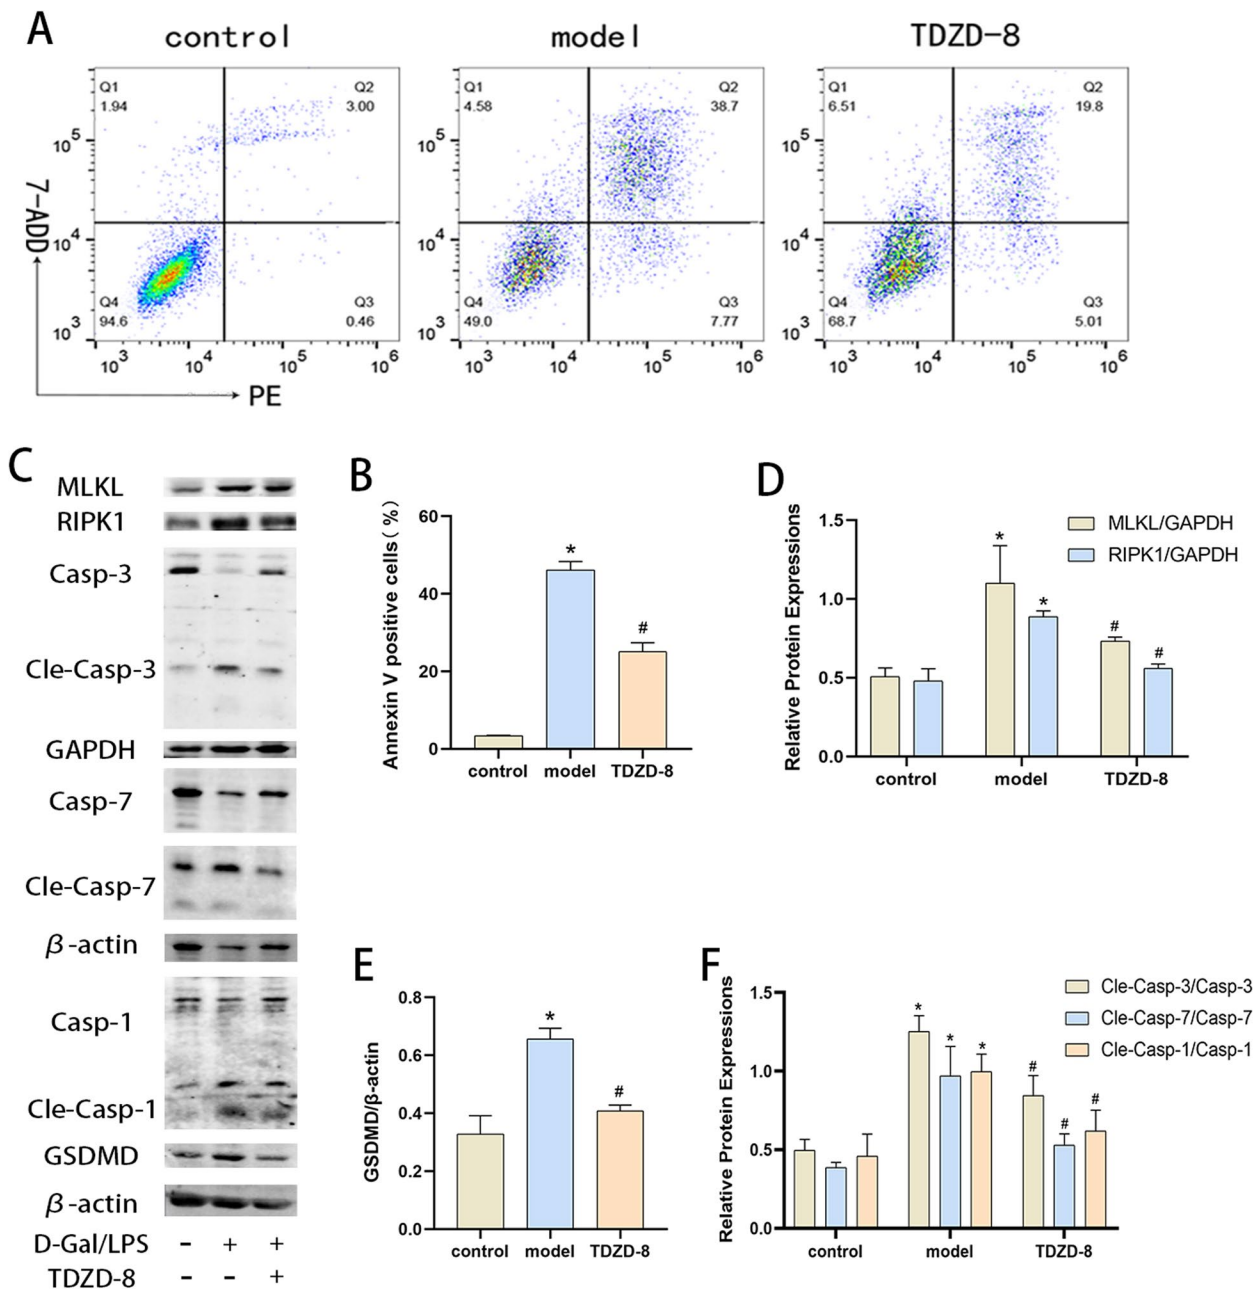 A
control
model
TDZD-8
Q1
1.94
Q2
3.00
Q4
94.6
Q3
0.46
10^5
10^4
10^3
10^3 10^4 10^5 10^6
Q1
4.58
Q2
38.7
Q4
49.0
Q3
7.77
10^5
10^4
10^3
10^3 10^4 10^5 10^6
Q1
6.51
Q2
19.8
Q4
68.7
Q3
5.01
10^5
10^4
10^3
10^3 10^4 10^5 10^6
7-ADD
PE
C
MLKL
RIPK1
Casp-3
Cle-Casp-3
GAPDH
Casp-7
Cle-Casp-7
β-actin
Casp-1
Cle-Casp-1
GSDMD
β-actin
D-Gal/LPS - + +
TDZD-8 - - +
B
Annexin V positive cells( %)
60
40
20
0
*
#
control model TDZD-8
D
Relative Protein Expressions
1.5
1.0
0.5
0.0
MLKL/GAPDH
RIPK1/GAPDH
*
*
#
#
control model TDZD-8
E
GSDMD/β-actin
0.8
0.6
0.4
0.2
0.0
*
#
control model TDZD-8
F
Relative Protein Expressions
1.5
1.0
0.5
0.0
Cle-Casp-3/Casp-3
Cle-Casp-7/Casp-7
Cle-Casp-1/Casp-1
*
*
*
#
#
#
control model TDZD-8